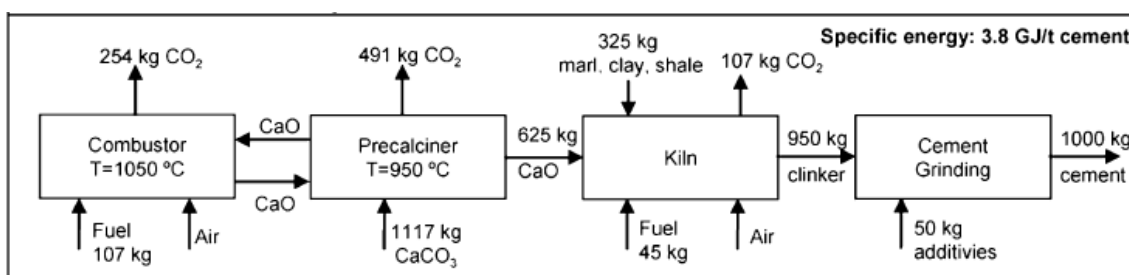 Specific energy: 3.8 GJ/t cement
254 kg CO₂
491 kg CO₂
325 kg
marl, clay, shale
107 kg CO₂
Combustor
T=1050 ºC
CaO
CaO
Precalciner
T=950 ºC
625 kg
CaO
Kiln
950 kg
clinker
Cement
Grinding
1000 kg
cement
Fuel
107 kg
Air
1117 kg
CaCO₃
Fuel
45 kg
Air
50 kg
additivies